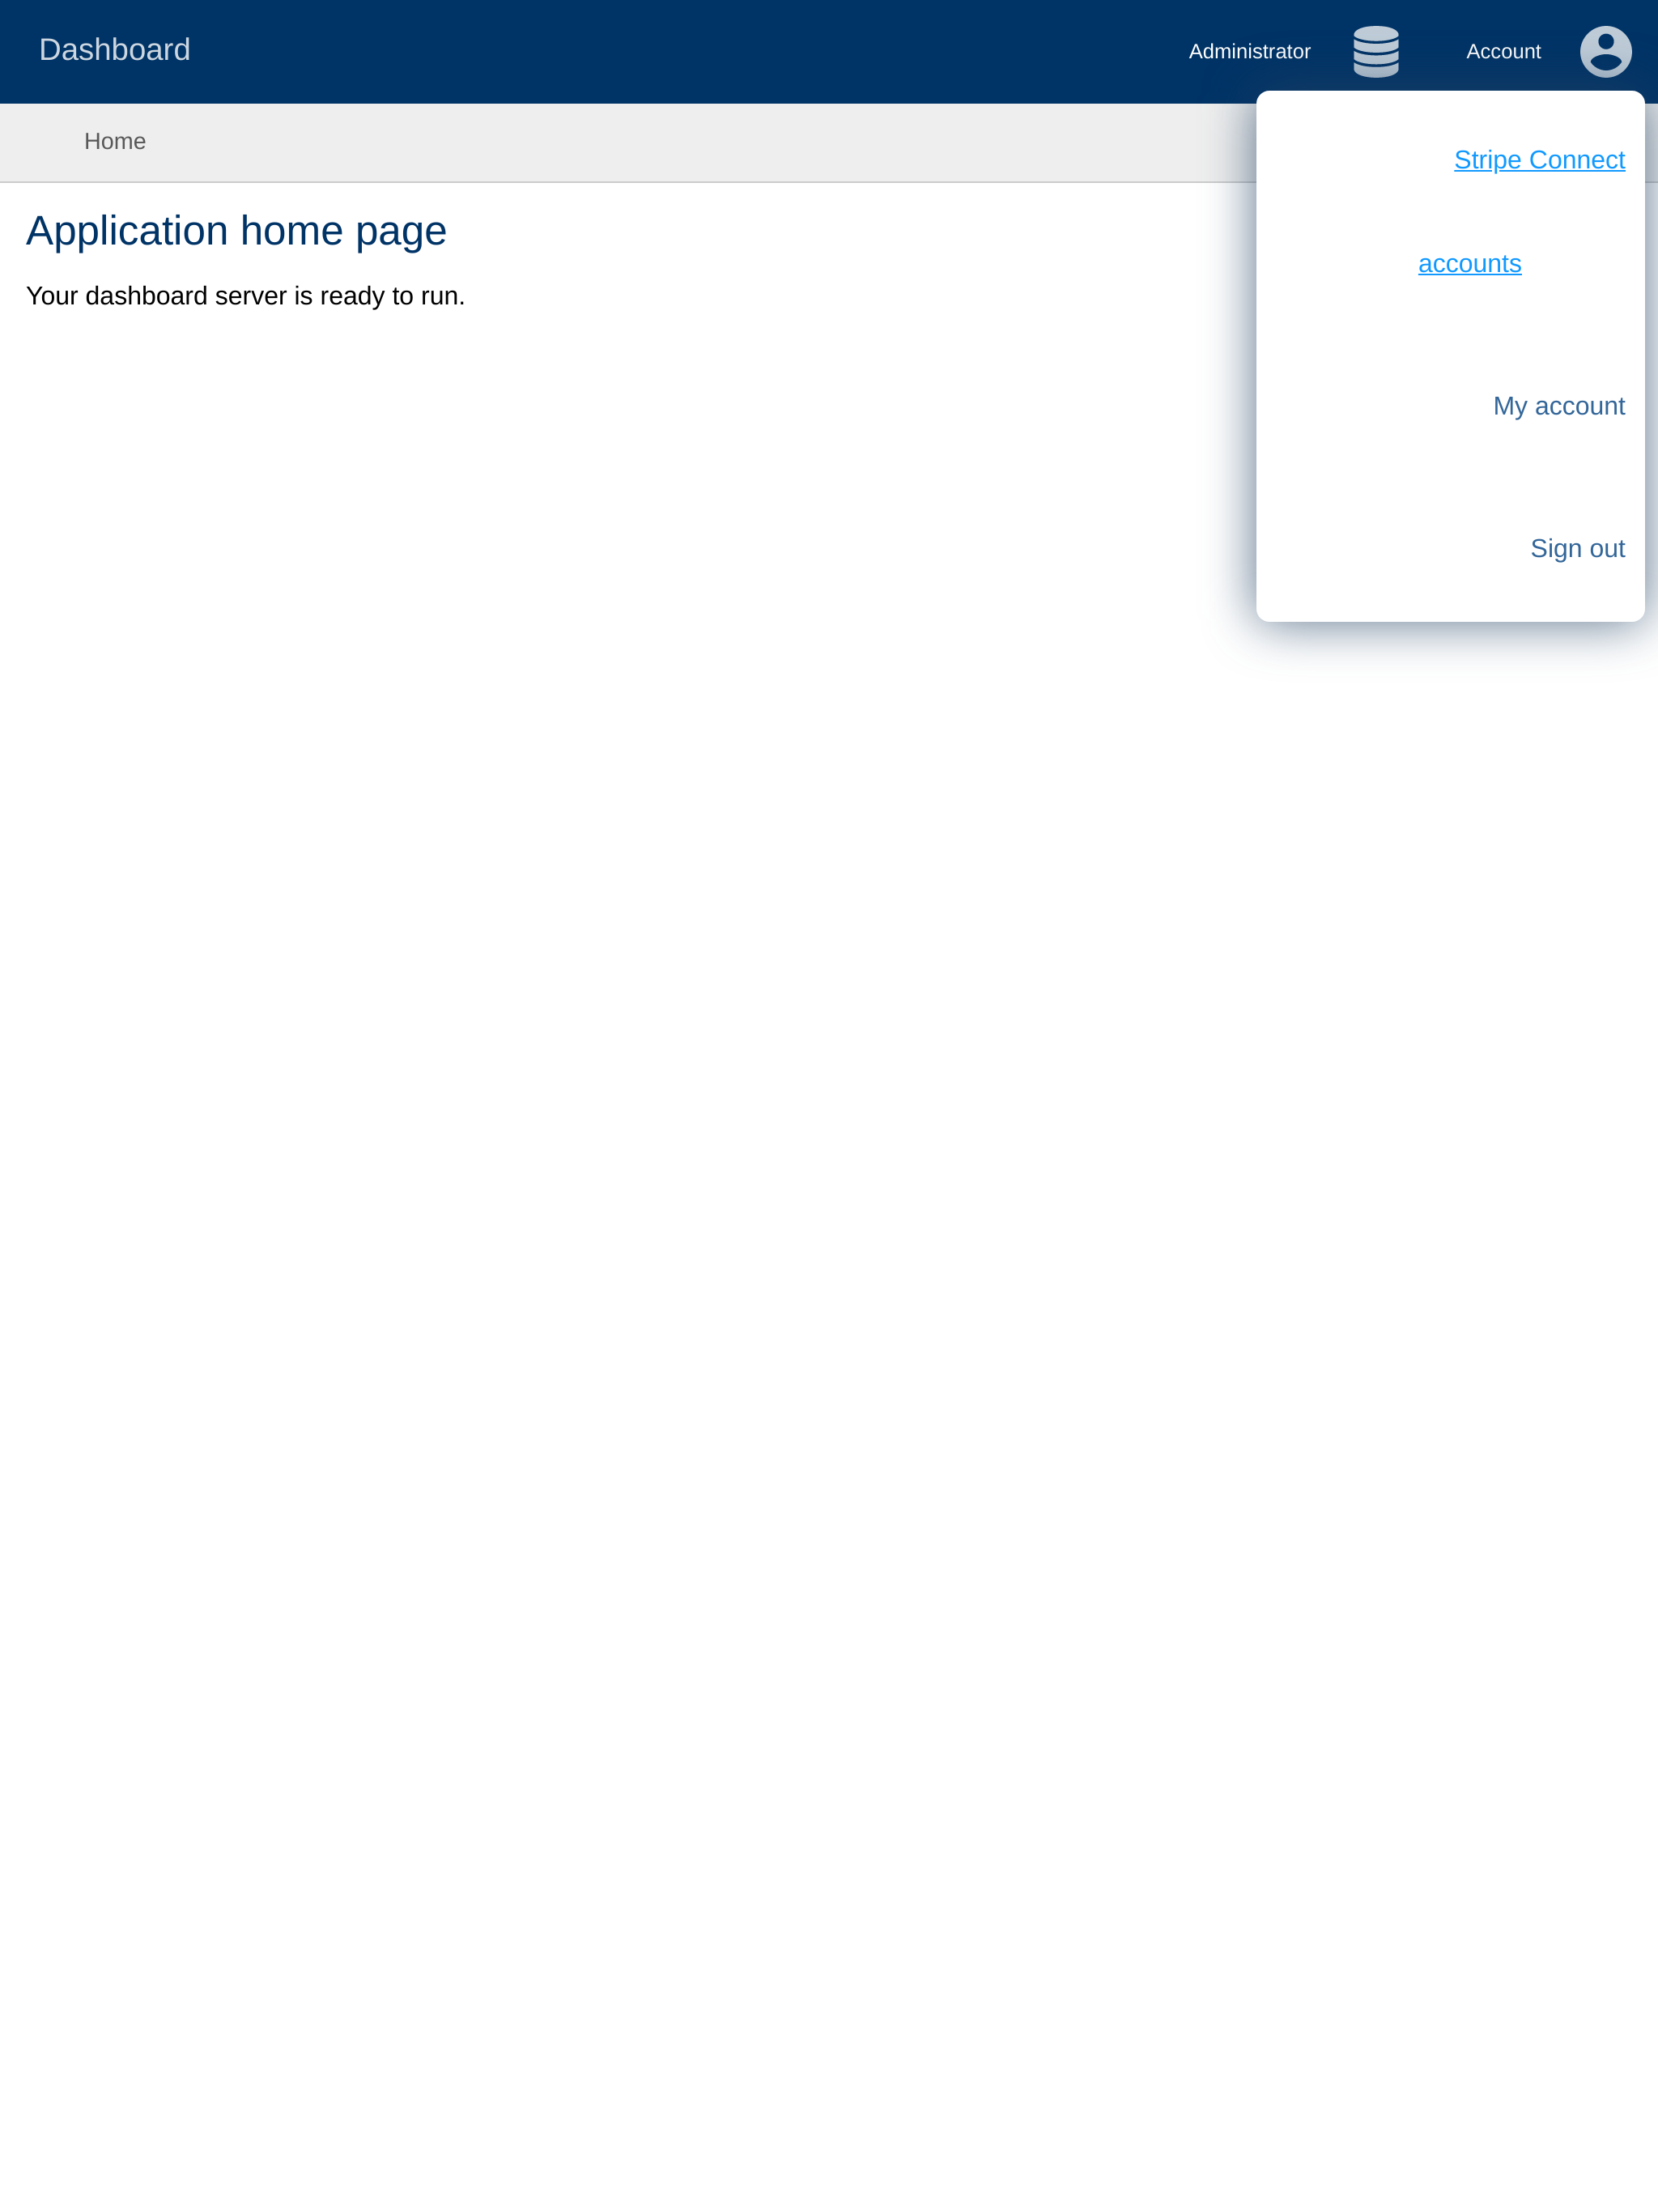 Dashboard
Administrator
Account
Home
Stripe Connect
accounts
My account
Sign out
Application home page
Your dashboard server is ready to run.